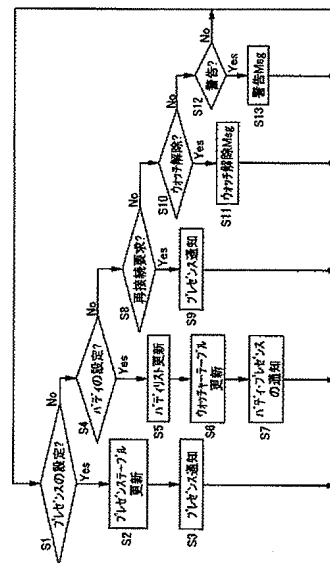 S1
プレゼンスの設定?
No
Yes
S2
プレゼンステーブル
更新
S3
プレゼンス通知
S4
バディの設定?
No
Yes
S5
バディリスト更新
S6
ウォッチャーテーブル
更新
S7
バディ・プレゼンス
の通知
S8
再接続要求?
No
Yes
S9
プレゼンス通知
S10
ウォッチ解除?
No
Yes
S11
ウォッチ解除Msg
S12
警告?
No
Yes
S13
警告Msg